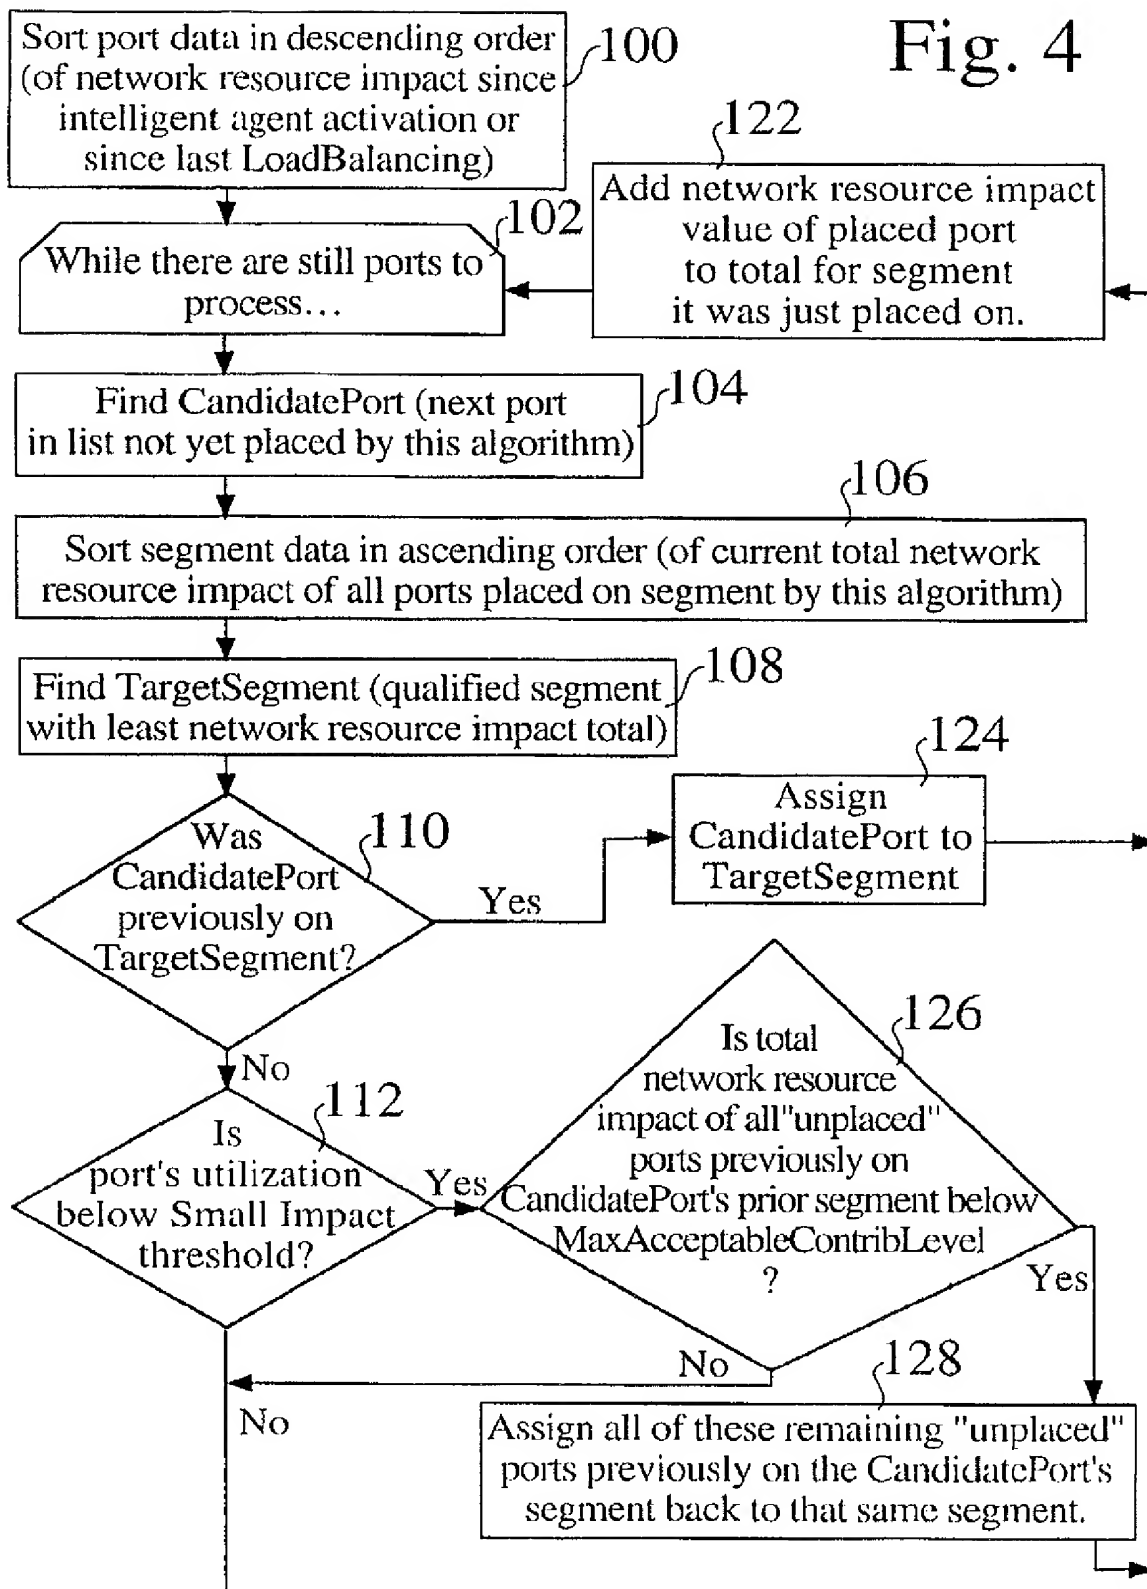 Fig. 4
Sort port data in descending order
(of network resource impact since
intelligent agent activation or
since last LoadBalancing)
100
122
Add network resource impact
value of placed port
to total for segment
it was just placed on.
102
While there are still ports to
process...
104
Find CandidatePort (next port
in list not yet placed by this algorithm)
106
Sort segment data in ascending order (of current total network
resource impact of all ports placed on segment by this algorithm)
108
Find TargetSegment (qualified segment
with least network resource impact total)
124
Assign
CandidatePort to
TargetSegment
110
Was
CandidatePort
previously on
TargetSegment?
Yes
No
126
Is total
network resource
impact of all"unplaced"
ports previously on
CandidatePort's prior segment below
MaxAcceptableContribLevel
?
112
Is
port's utilization
below Small Impact
threshold?
Yes
Yes
No
No
128
Assign all of these remaining "unplaced"
ports previously on the CandidatePort's
segment back to that same segment.